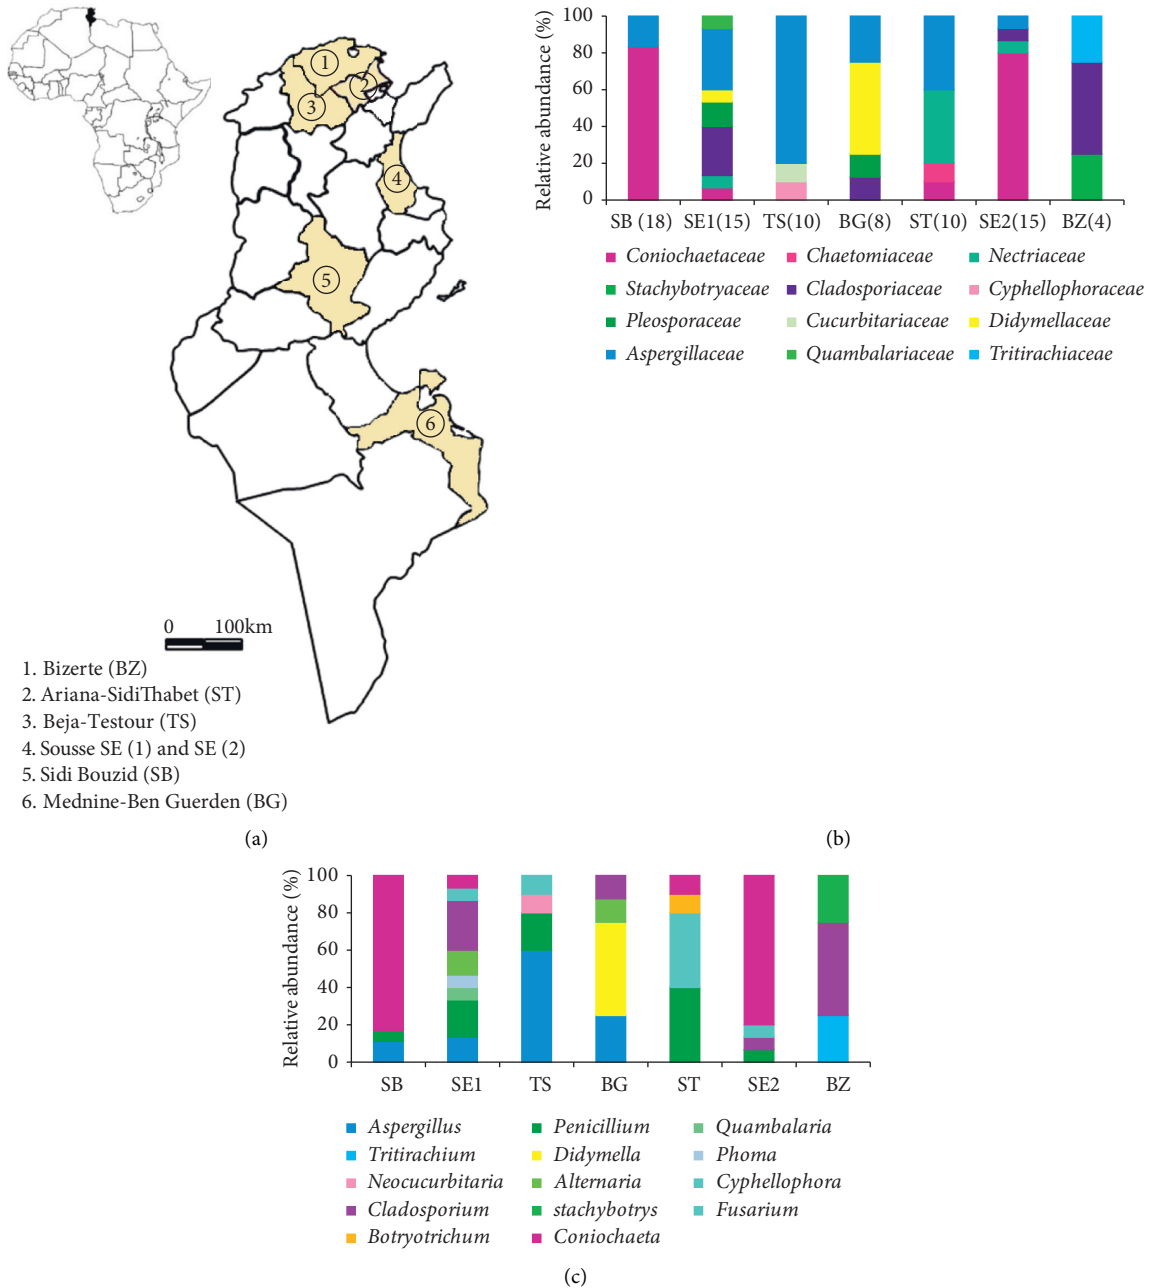 1
2
3
4
5
6
0 100km
1. Bizerte (BZ)
2. Ariana-SidiThabet (ST)
3. Beja-Testour (TS)
4. Sousse SE (1) and SE (2)
5. Sidi Bouzid (SB)
6. Mednine-Ben Guerden (BG)
(a)
Relative abundance (%)
100
80
60
40
20
0
SB (18) SE1(15) TS(10) BG(8) ST(10) SE2(15) BZ(4)
Coniochaetaceae Chaetomiaceae Nectriaceae
Stachybotryaceae Cladosporiaceae Cyphellophoraceae
Pleosporaceae Cucurbitariaceae Didymellaceae
Aspergillaceae Quambalariaceae Tritirachiaceae
(b)
Relative abundance (%)
100
80
60
40
20
0
SB SE1 TS BG ST SE2 BZ
Aspergillus Penicillium Quambalaria
Tritirachium Didymella Phoma
Neocucurbitaria Alternaria Cyphellophora
Cladosporium stachybotrys Fusarium
Botryotrichum Coniochaeta
(c)